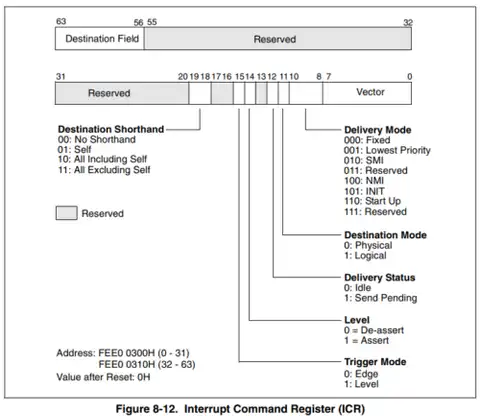 63 56 55 32
Destination Field Reserved
31 20 19 18 17 16 15 14 13 12 11 10 8 7 0
Reserved Vector
Destination Shorthand
00: No Shorthand
01: Self
10: All Including Self
11: All Excluding Self
Reserved
Delivery Mode
000: Fixed
001: Lowest Priority
010: SMI
011: Reserved
100: NMI
101: INIT
110: Start Up
111: Reserved
Destination Mode
0: Physical
1: Logical
Delivery Status
0: Idle
1: Send Pending
Level
0 = De-assert
1 = Assert
Trigger Mode
0: Edge
1: Level
Address: FEE0 0300H (0 - 31)
FEE0 0310H (32 - 63)
Value after Reset: 0H
Figure 8-12. Interrupt Command Register (ICR)